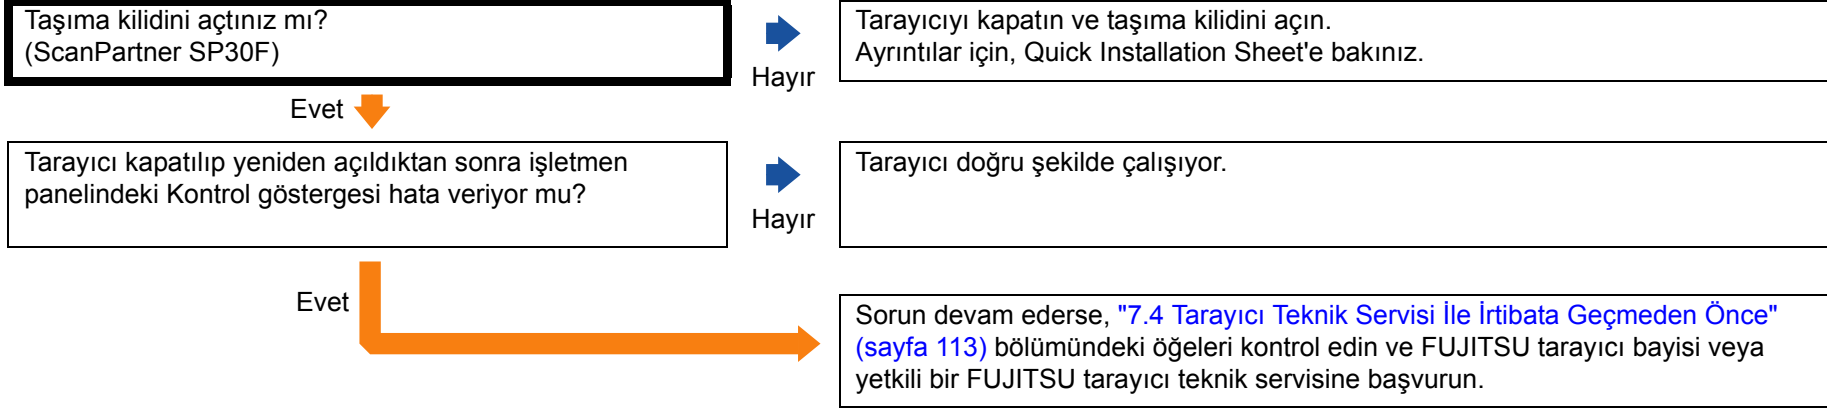 Taşıma kilidini açtınız mı?
(ScanPartner SP30F)
Hayır
Tarayıcıyı kapatın ve taşıma kilidini açın.
Ayrıntılar için, Quick Installation Sheet'e bakınız.
Evet
Tarayıcı kapatılıp yeniden açıldıktan sonra işletmen
panelindeki Kontrol göstergesi hata veriyor mu?
Hayır
Tarayıcı doğru şekilde çalışıyor.
Evet
Sorun devam ederse, "7.4 Tarayıcı Teknik Servisi İle İrtibata Geçmeden Önce"
(sayfa 113) bölümündeki öğeleri kontrol edin ve FUJITSU tarayıcı bayisi veya
yetkili bir FUJITSU tarayıcı teknik servisine başvurun.